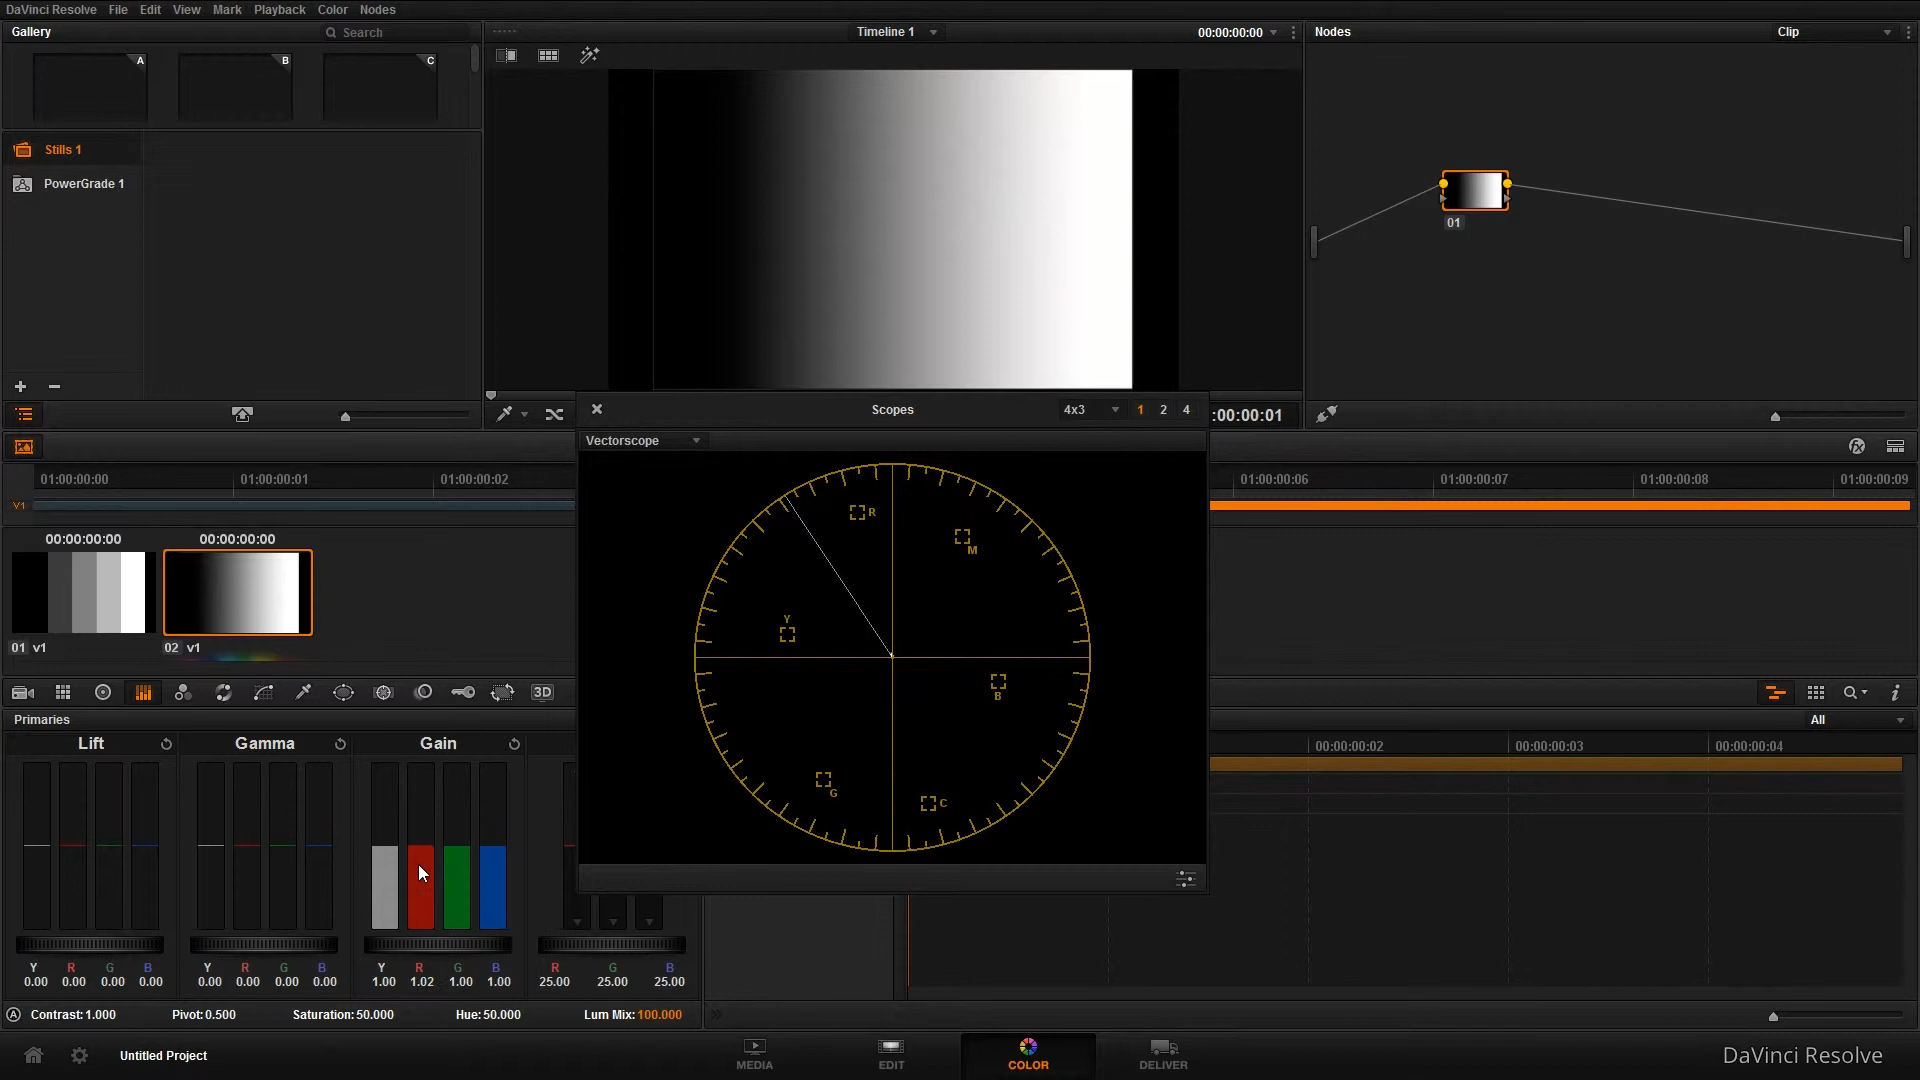 DaVinci Resolve File Edit View Mark Playback Color Nodes
Gallery Search
Timeline 1 00:00:00:00
Nodes Clip
A B C
Stills 1
PowerGrade 1
01
Scopes 4x3 1 2 4
:00:00:01
Vectorscope
01:00:00:00 01:00:00:01 01:00:00:02 01:00:00:06 01:00:00:07 01:00:00:08 01:00:00:09
V1
R
M
Y
B
G
C
00:00:00:00 00:00:00:00
01 v1 02 v1
3D
Primaries All
Lift Gamma Gain
00:00:00:02 00:00:00:03 00:00:00:04
Y R G B Y R G B Y R G B R G B
0.00 0.00 0.00 0.00 0.00 0.00 0.00 0.00 1.00 1.02 1.00 1.00 25.00 25.00 25.00
A Contrast:1.000 Pivot:0.500 Saturation:50.000 Hue:50.000 Lum Mix:100.000
Untitled Project
MEDIA EDIT COLOR DELIVER
DaVinci Resolve